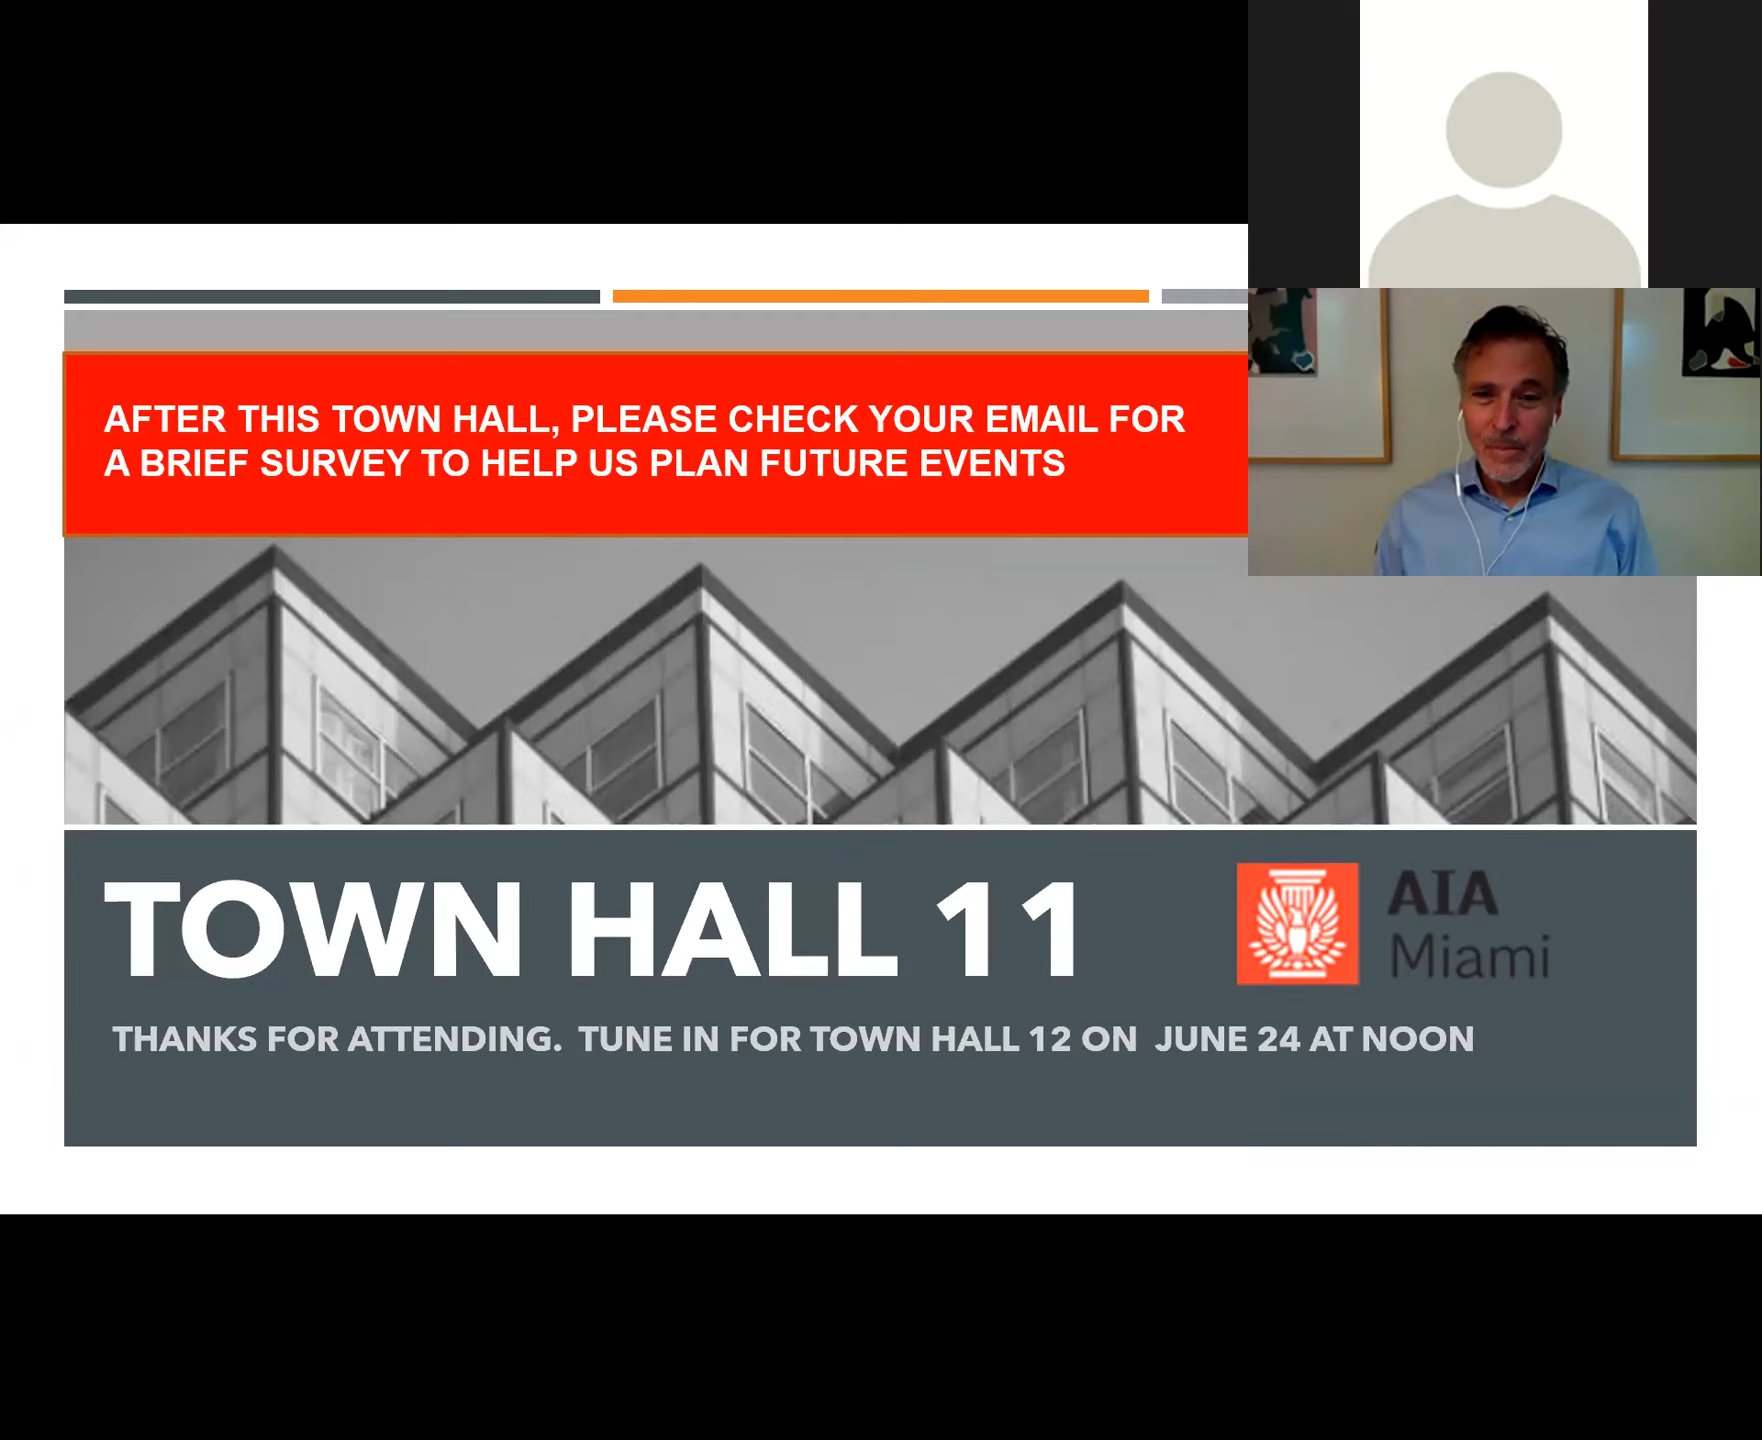 AFTER THIS TOWN HALL, PLEASE CHECK YOUR EMAIL FOR
A BRIEF SURVEY TO HELP US PLAN FUTURE EVENTS
TOWN HALL 11
AIA
Miami
THANKS FOR ATTENDING. TUNE IN FOR TOWN HALL 12 ON JUNE 24 AT NOON